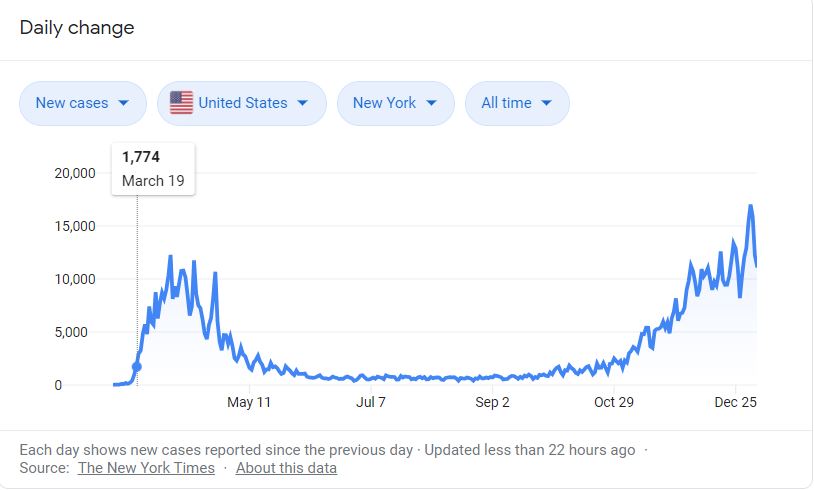 Daily change
New cases
United States
New York
All time
1,774
March 19
20,000
15,000
10,000
5,000
0
May 11
Jul 7
Sep 2
Oct 29
Dec 25
Each day shows new cases reported since the previous day · Updated less than 22 hours ago ·
Source: The New York Times · About this data